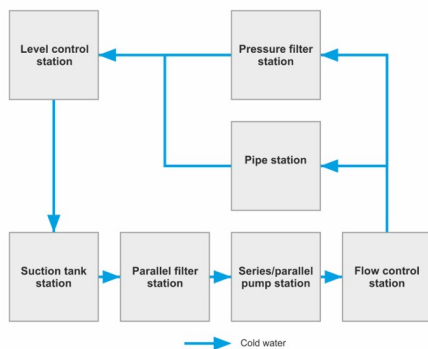 Level control
station
Pressure filter
station
Pipe station
Suction tank
station
Parallel filter
station
Series/parallel
pump station
Flow control
station
Cold water